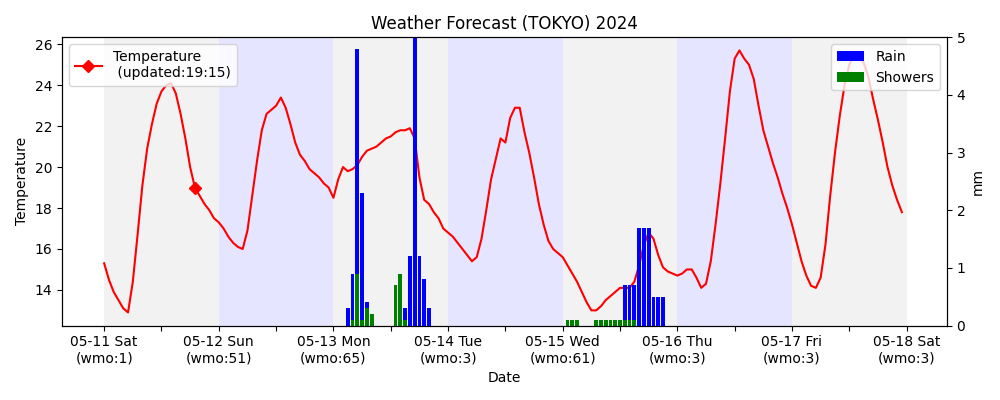 Weather Forecast (TOKYO) 2024
Temperature
(updated:19:15)
Rain
Showers
Temperature
26
24
22
20
18
16
14
5
4
3
2
1
0
mm
05-11 Sat
(wmo:1)
05-12 Sun
(wmo:51)
05-13 Mon
(wmo:65)
05-14 Tue
(wmo:3)
05-15 Wed
(wmo:61)
05-16 Thu
(wmo:3)
05-17 Fri
(wmo:3)
05-18 Sat
(wmo:3)
Date